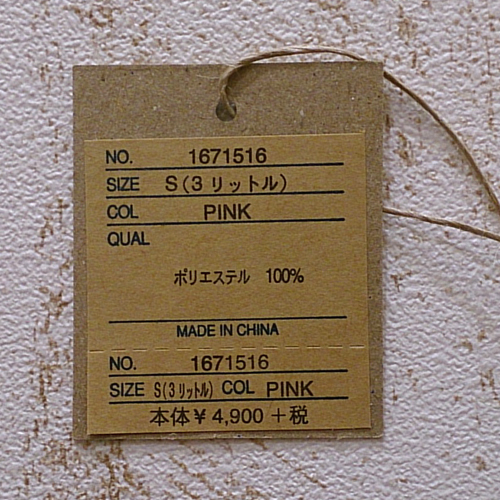 NO. 1671516
SIZE S(3リットル)
COL PINK
QUAL
ポリエステル 100%
MADE IN CHINA
NO. 1671516
SIZE S(3リットル) COL PINK
本体¥4,900+税